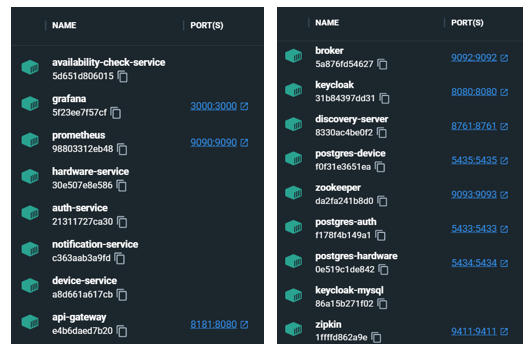 NAME PORT(S)
availability-check-service
5d651d806015
grafana
5f23ee7f57cf 3000:3000
prometheus
98803312eb48 9090:9090
hardware-service
30e507e8e586
auth-service
21311727ca30
notification-service
c363aab3a9fd
device-service
a8d661a617cb
api-gateway
e4b6daed7b20 8181:8080
NAME PORT(S)
broker
5a876fd54627 9092:9092
keycloak
31b84397dd31 8080:8080
discovery-server
8330ac4be0f2 8761:8761
postgres-device
f0f31e3651ea 5435:5435
zookeeper
da2fa241b8d0 9093:9093
postgres-auth
f178f4b149a1 5433:5433
postgres-hardware
0e519c1de842 5434:5434
keycloak-mysql
86a15b271f02
zipkin
1ffffd862a9e 9411:9411